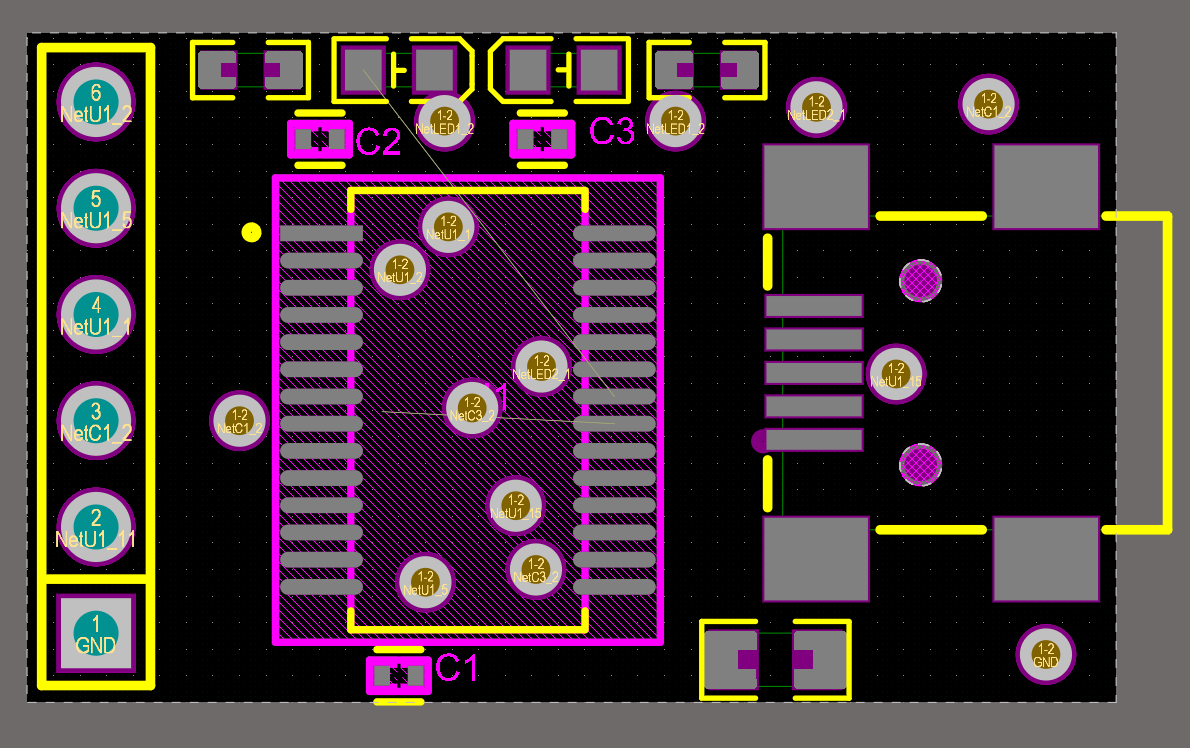 6
NetU1_2
5
NetU1_5
4
NetU1_1
3
NetC1_2
2
NetU1_11
1
GND
C2
1-2
NetLED1_2
C3
1-2
NetLED1_2
1-2
NetLED2_1
1-2
NetC1_2
1-2
NetU1_1
1-2
NetU1_2
1-2
NetLED2_1
1-2
NetC3_2
1-2
NetU1_15
1-2
NetC1_2
1-2
NetU1_15
1-2
NetC3_2
1-2
NetU1_5
C1
1-2
GND